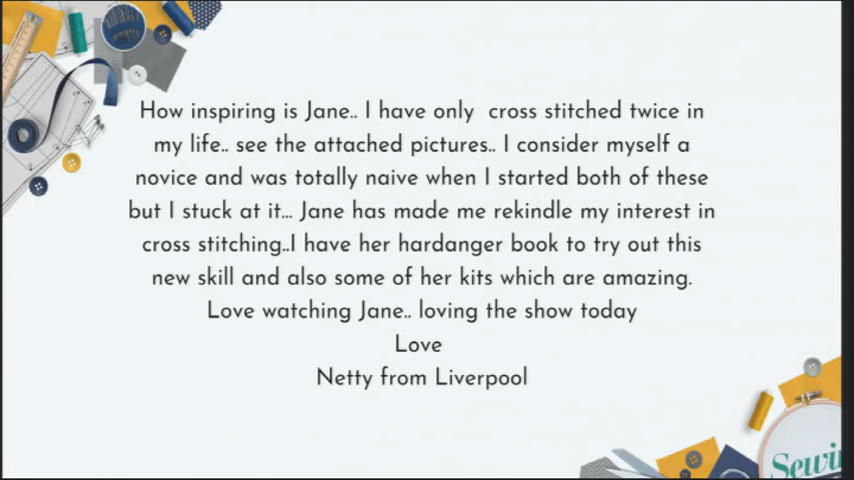 How inspiring is Jane.. I have only cross stitched twice in
my life.. see the attached pictures.. I consider myself a
novice and was totally naive when I started both of these
but I stuck at it... Jane has made me rekindle my interest in
cross stitching..I have her hardanger book to try out this
new skill and also some of her kits which are amazing.
Love watching Jane.. loving the show today
Love
Netty from Liverpool